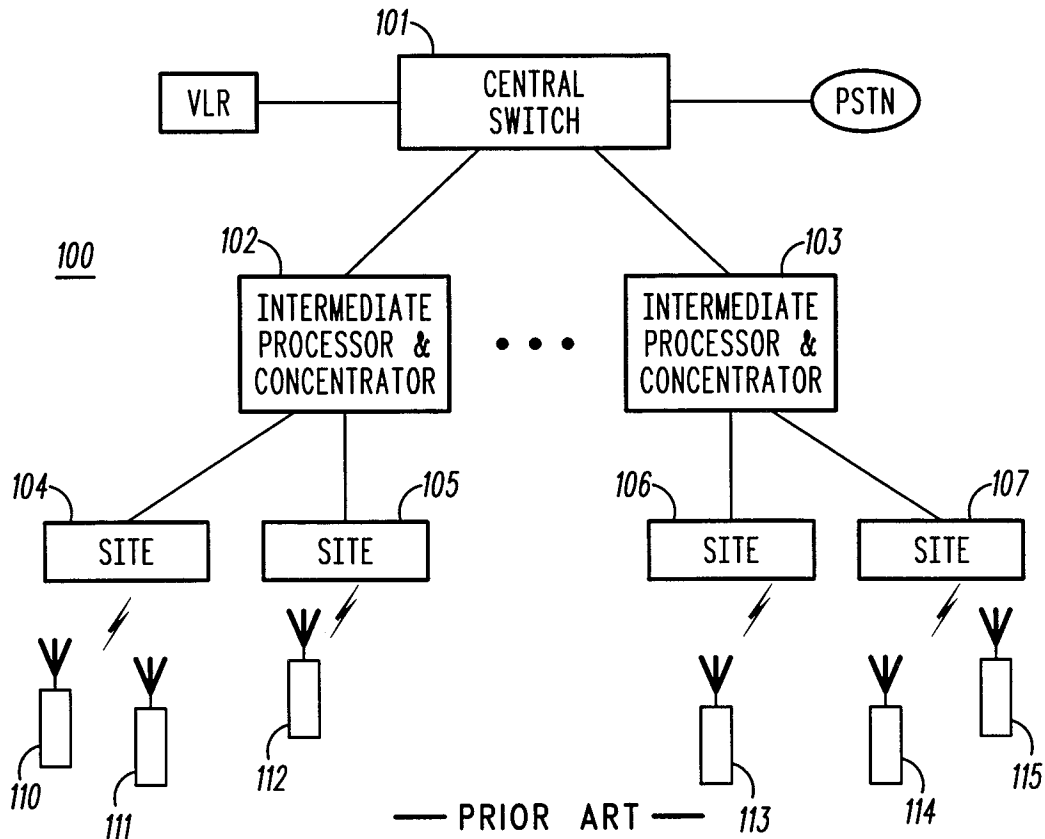 101
VLR
CENTRAL
SWITCH
PSTN
100
102
INTERMEDIATE
PROCESSOR &
CONCENTRATOR
• • •
103
INTERMEDIATE
PROCESSOR &
CONCENTRATOR
104
SITE
105
SITE
106
SITE
107
SITE
110
111
112
113
114
115
— PRIOR ART —